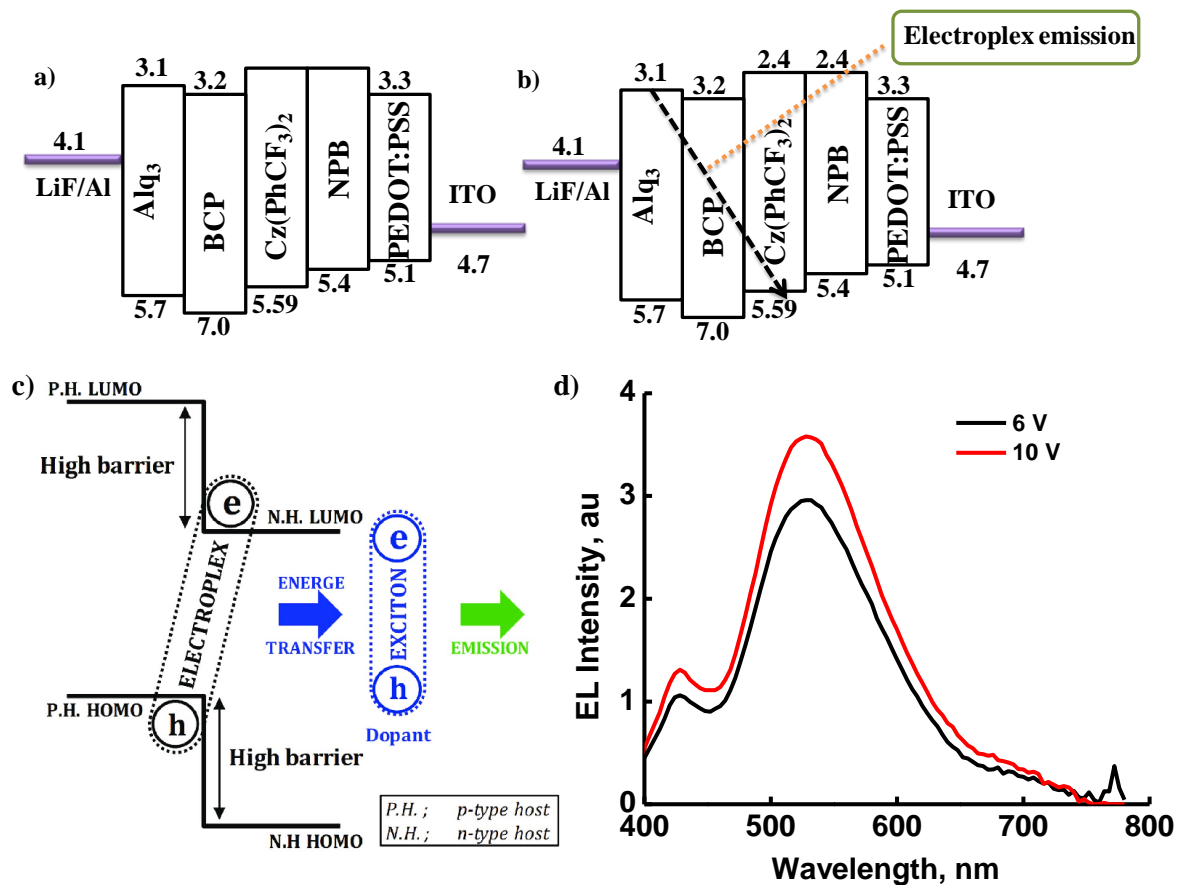 a)
3.1
3.2
3.3
4.1
LiF/Al
Alq3
BCP
Cz(PhCF3)2
NPB
PEDOT:PSS
ITO
4.7
5.7
7.0
5.59
5.4
5.1
b)
Electroplex emission
3.1
3.2
2.4
2.4
3.3
4.1
LiF/Al
Alq3
BCP
Cz(PhCF3)2
NPB
PEDOT:PSS
ITO
4.7
5.7
7.0
5.59
5.4
5.1
c)
P.H. LUMO
High barrier
e
N.H. LUMO
ELECTROPLEX
P.H. HOMO
h
High barrier
N.H HOMO
ENERGE
TRANSFER
e
EXCITON
h
Dopant
EMISSION
P.H. ; p-type host
N.H. ; n-type host
d)
6 V
10 V
EL Intensity, au
4
3
2
1
0
400 500 600 700 800
Wavelength, nm